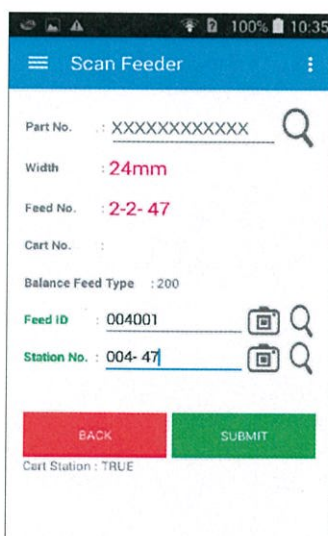 100% 10:35
Scan Feeder
Part No. : XXXXXXXXXXXX
Width : 24mm
Feed No. : 2-2- 47
Cart No. :
Balance Feed Type : 200
Feed ID : 004001
Station No. : 004- 47
BACK SUBMIT
Cart Station : TRUE